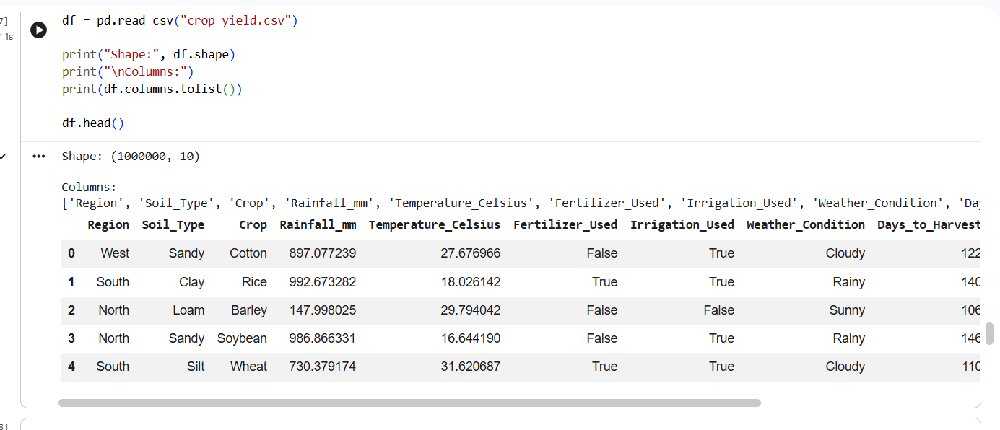 7]
1s
df = pd.read_csv("crop_yield.csv")
print("Shape:", df.shape)
print("\nColumns:")
print(df.columns.tolist())
df.head()
Shape: (1000000, 10)
Columns:
['Region', 'Soil_Type', 'Crop', 'Rainfall_mm', 'Temperature_Celsius', 'Fertilizer_Used', 'Irrigation_Used', 'Weather_Condition', 'Da
Region Soil_Type Crop Rainfall_mm Temperature_Celsius Fertilizer_Used Irrigation_Used Weather_Condition Days_to_Harvest
0 West Sandy Cotton 897.077239 27.676966 False True Cloudy 122
1 South Clay Rice 992.673282 18.026142 True True Rainy 140
2 North Loam Barley 147.998025 29.794042 False False Sunny 106
3 North Sandy Soybean 986.866331 16.644190 False True Rainy 146
4 South Silt Wheat 730.379174 31.620687 True True Cloudy 110
8]